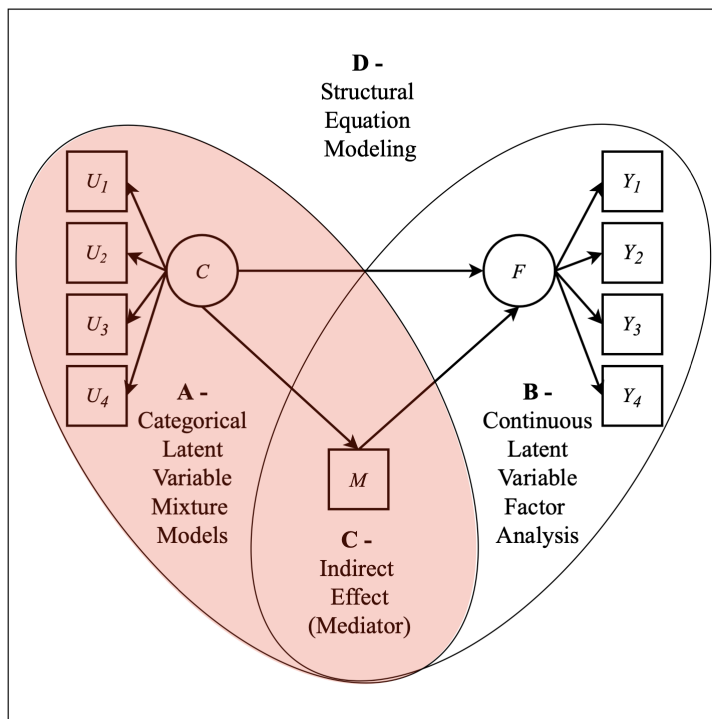 D -
Structural
Equation
Modeling
U1
U2
U3
U4
C
F
Y1
Y2
Y3
Y4
A -
Categorical
Latent
Variable
Mixture
Models
M
C -
Indirect
Effect
(Mediator)
B -
Continuous
Latent
Variable
Factor
Analysis